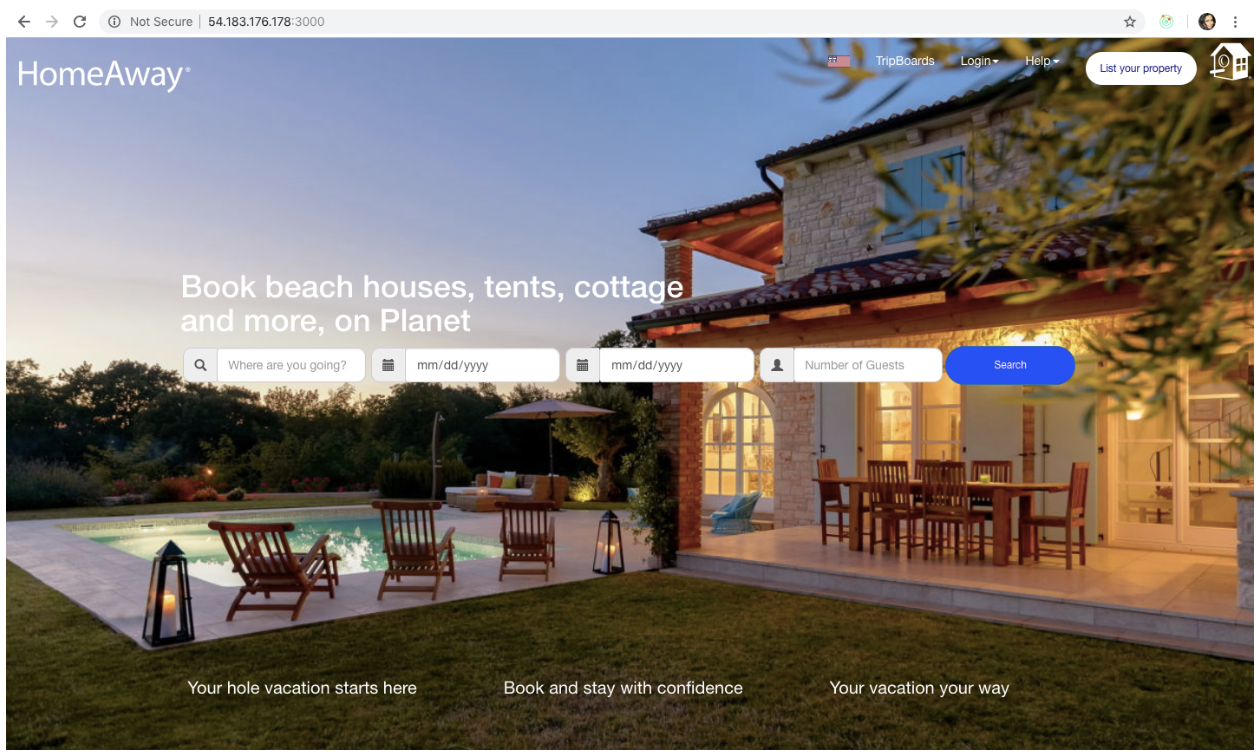 Not Secure | 54.183.176.178:3000
HomeAway®
TripBoards Login Help List your property
Book beach houses, tents, cottage
and more, on Planet
Where are you going? mm/dd/yyyy mm/dd/yyyy Number of Guests Search
Your hole vacation starts here Book and stay with confidence Your vacation your way